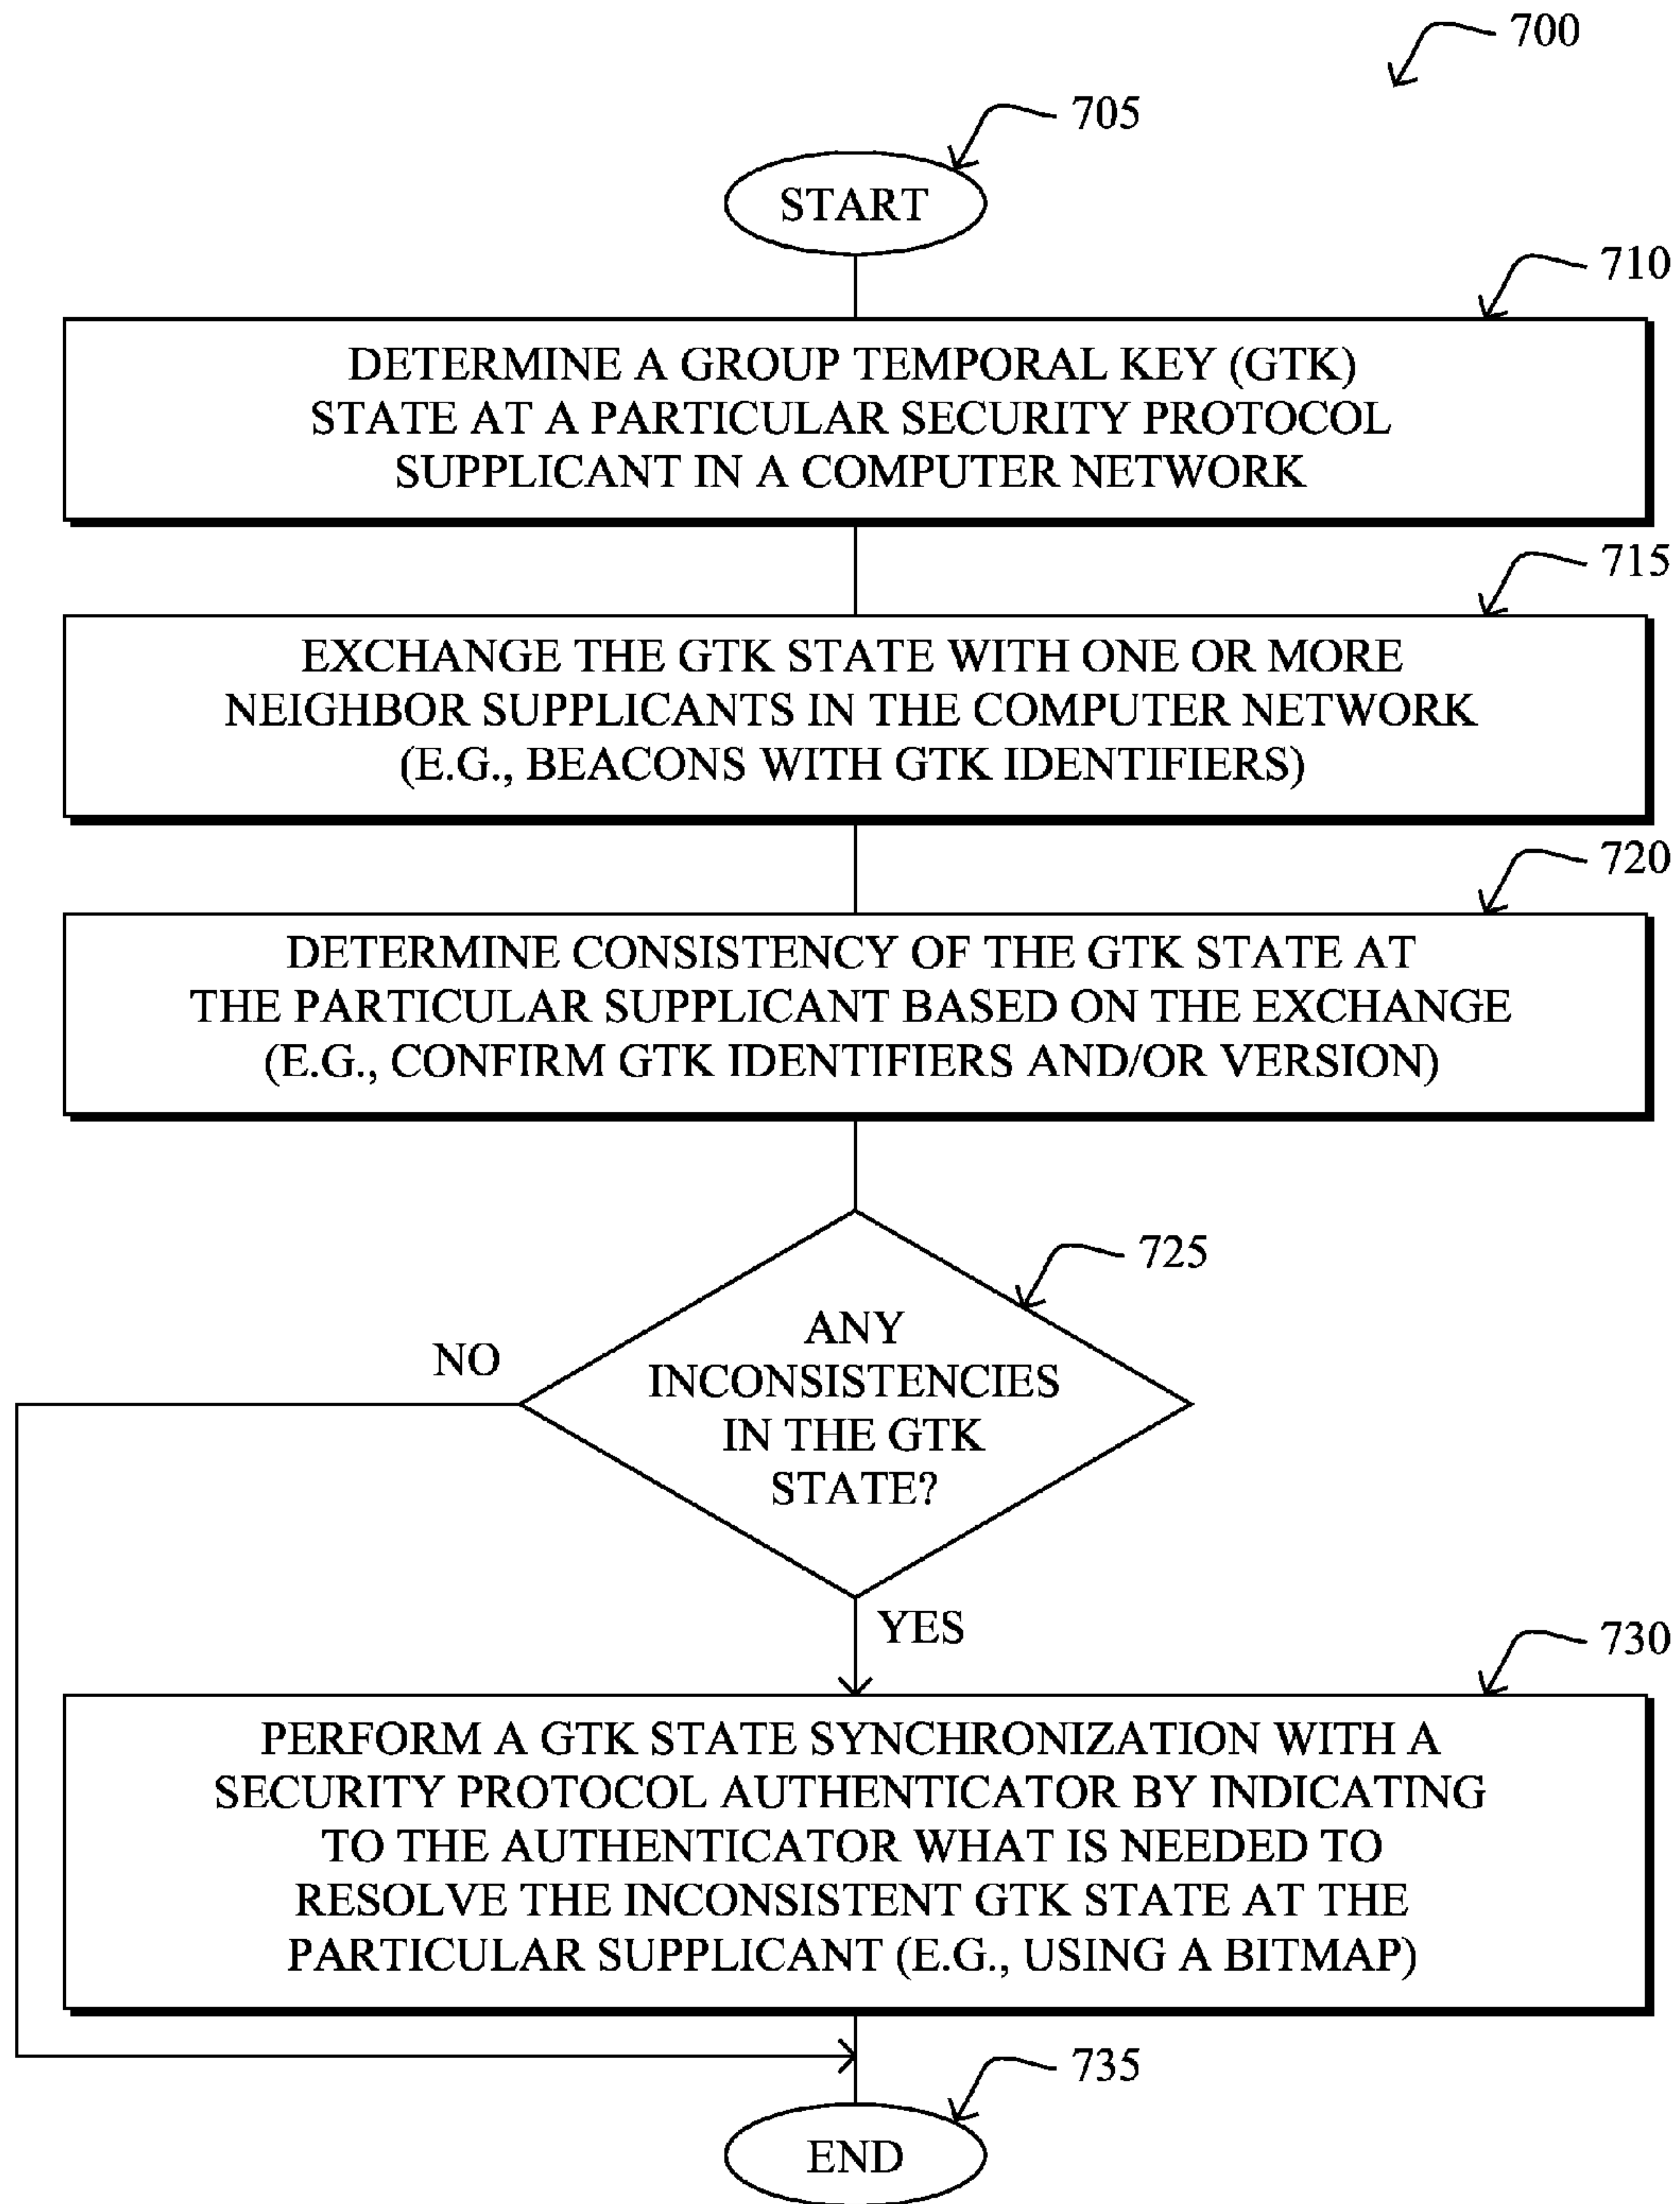 700
705
START
710
DETERMINE A GROUP TEMPORAL KEY (GTK)
STATE AT A PARTICULAR SECURITY PROTOCOL
SUPPLICANT IN A COMPUTER NETWORK
715
EXCHANGE THE GTK STATE WITH ONE OR MORE
NEIGHBOR SUPPLICANTS IN THE COMPUTER NETWORK
(E.G., BEACONS WITH GTK IDENTIFIERS)
720
DETERMINE CONSISTENCY OF THE GTK STATE AT
THE PARTICULAR SUPPLICANT BASED ON THE EXCHANGE
(E.G., CONFIRM GTK IDENTIFIERS AND/OR VERSION)
725
ANY
INCONSISTENCIES
IN THE GTK
STATE?
NO
YES
730
PERFORM A GTK STATE SYNCHRONIZATION WITH A
SECURITY PROTOCOL AUTHENTICATOR BY INDICATING
TO THE AUTHENTICATOR WHAT IS NEEDED TO
RESOLVE THE INCONSISTENT GTK STATE AT THE
PARTICULAR SUPPLICANT (E.G., USING A BITMAP)
735
END